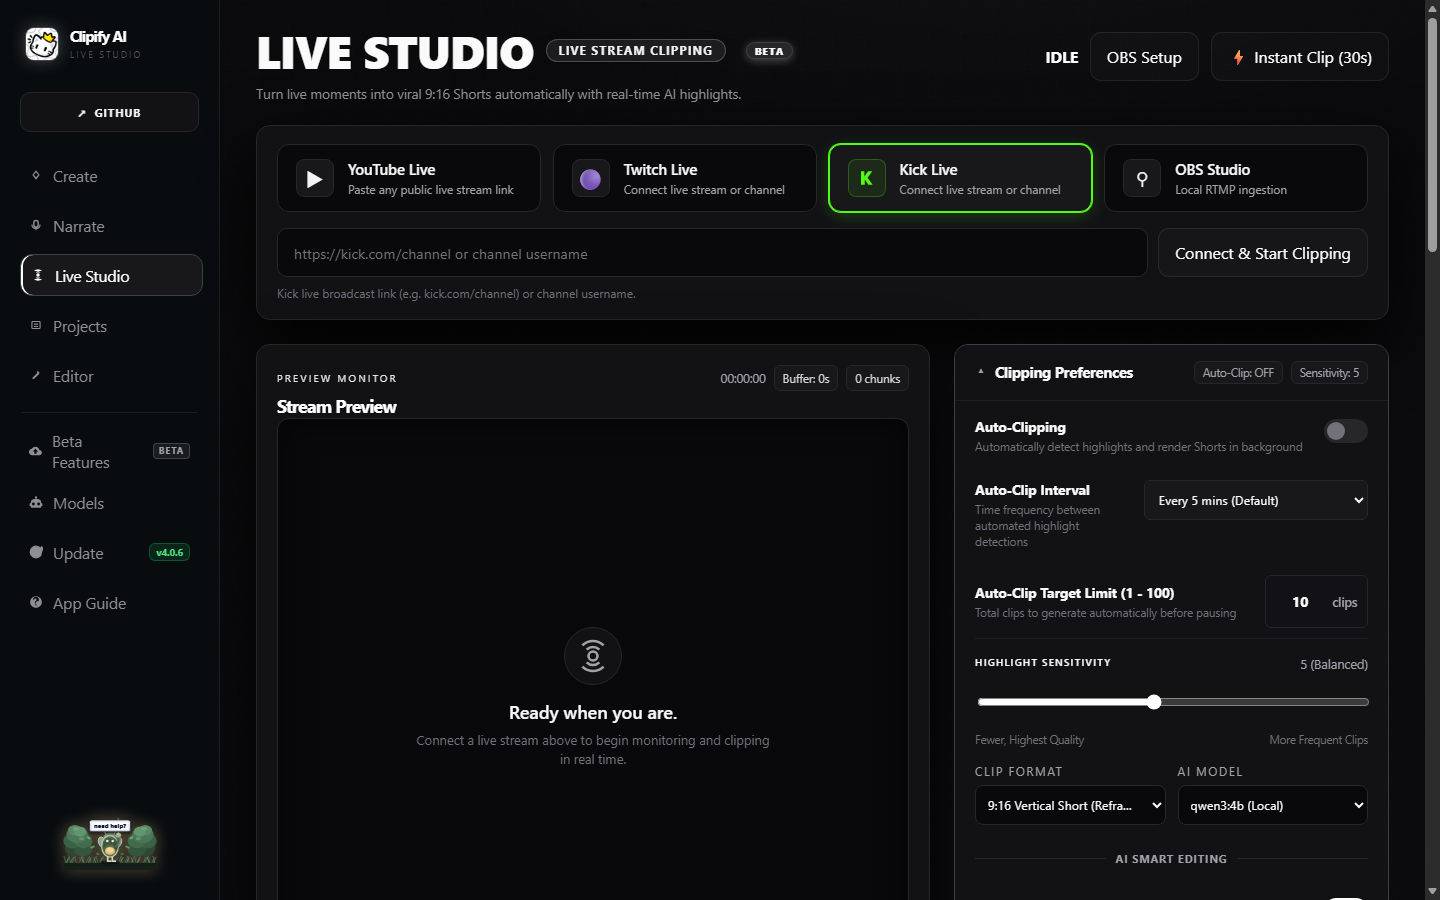 Clipify AI
LIVE STUDIO
↗ GITHUB
Create
Narrate
Live Studio
Projects
Editor
Beta Features
BETA
Models
Update
v4.0.6
App Guide
need help?
LIVE STUDIO
LIVE STREAM CLIPPING
BETA
Turn live moments into viral 9:16 Shorts automatically with real-time AI highlights.
IDLE
OBS Setup
Instant Clip (30s)
YouTube Live
Paste any public live stream link
Twitch Live
Connect live stream or channel
K
Kick Live
Connect live stream or channel
OBS Studio
Local RTMP ingestion
https://kick.com/channel or channel username
Connect & Start Clipping
Kick live broadcast link (e.g. kick.com/channel) or channel username.
PREVIEW MONITOR
00:00:00
Buffer: 0s
0 chunks
Stream Preview
Ready when you are.
Connect a live stream above to begin monitoring and clipping
in real time.
Clipping Preferences
Auto-Clip: OFF
Sensitivity: 5
Auto-Clipping
Automatically detect highlights and render Shorts in background
Auto-Clip Interval
Time frequency between
automated highlight
detections
Every 5 mins (Default)
Auto-Clip Target Limit (1 - 100)
Total clips to generate automatically before pausing
10 clips
HIGHLIGHT SENSITIVITY
5 (Balanced)
Fewer, Highest Quality
More Frequent Clips
CLIP FORMAT
AI MODEL
9:16 Vertical Short (Refra...
qwen3:4b (Local)
AI SMART EDITING